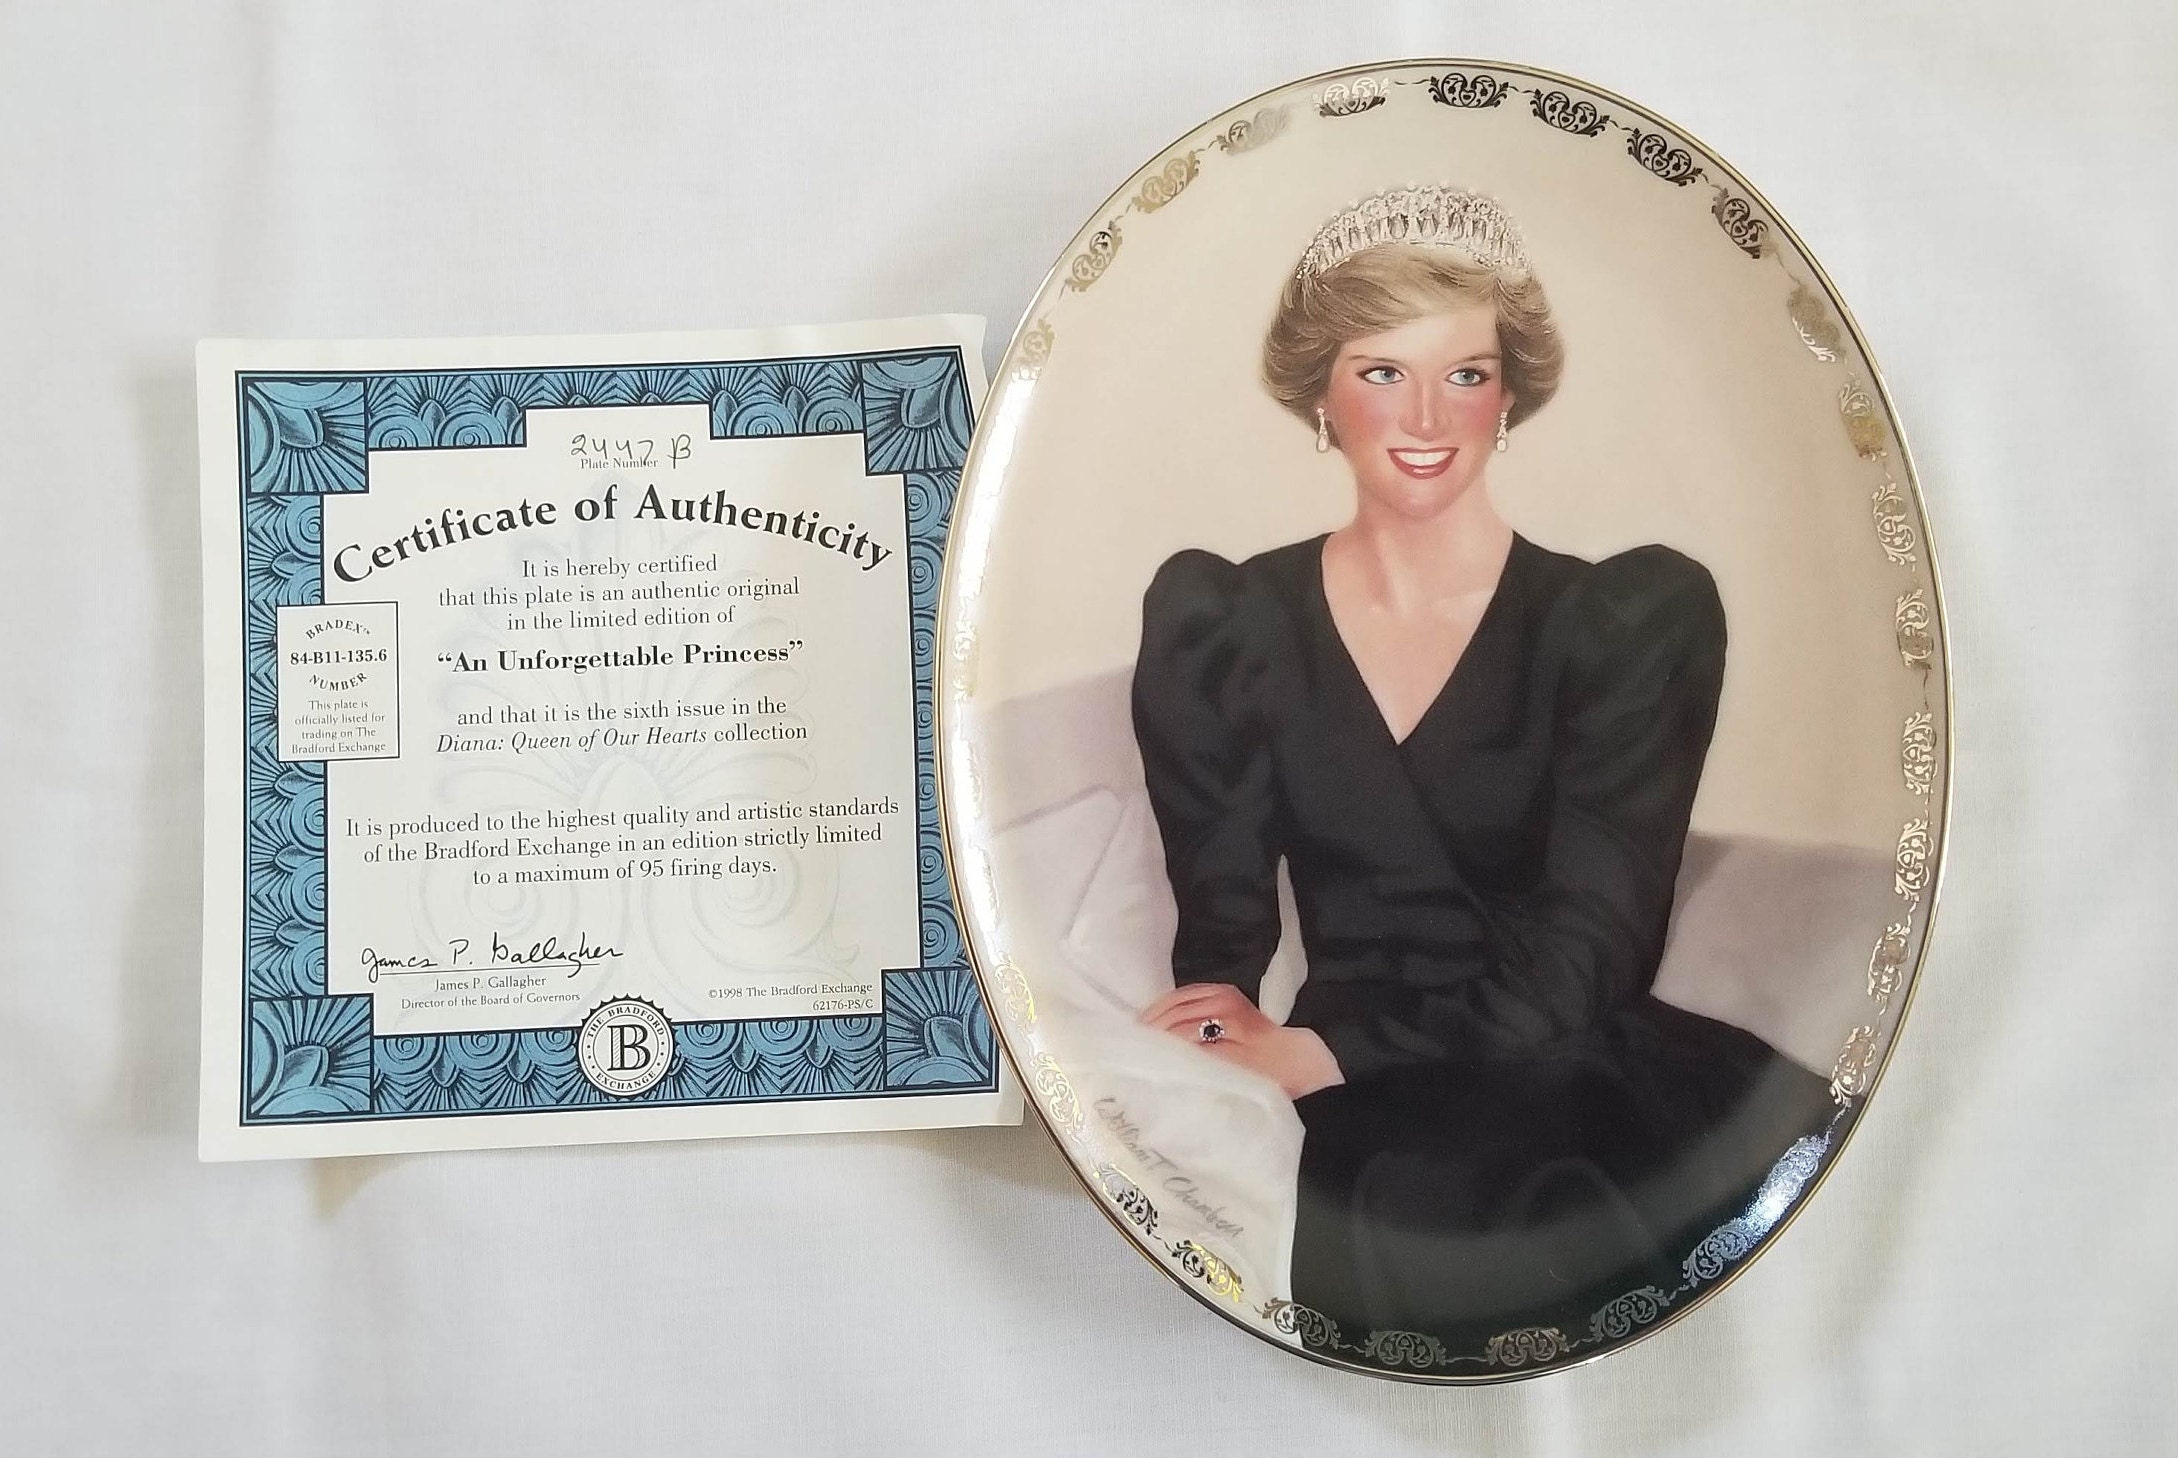 2447 B
Plate Number
Certificate of Authenticity
It is hereby certified
that this plate is an authentic original
in the limited edition of
“An Unforgettable Princess”
and that it is the sixth issue in the
Diana: Queen of Our Hearts collection
It is produced to the highest quality and artistic standards
of the Bradford Exchange in an edition strictly limited
to a maximum of 95 firing days.
BRADEX™
84-B11-135.6
NUMBER
This plate is
officially listed for
trading on The
Bradford Exchange
James P. Gallagher
James P. Gallagher
Director of the Board of Governors
©1998 The Bradford Exchange
62176-PS/C
THE BRADFORD
B
EXCHANGE
T Chambers